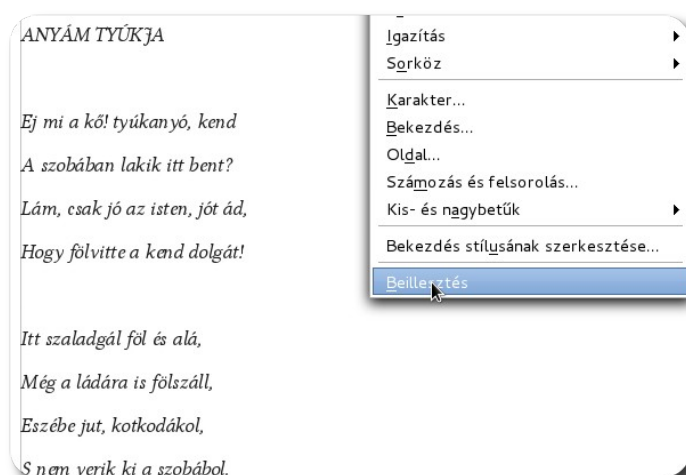 ANYÁM TYÚKJA
Ej mi a kő! tyúkanyó, kend
A szobában lakik itt bent?
Lám, csak jó az isten, jót ád,
Hogy fölvitte a kend dolgát!
Itt szaladgál föl és alá,
Még a ládára is fölszáll,
Eszébe jut, kotkodákol,
S nem verik ki a szobából.
Igazítás
Sorköz
Karakter...
Bekezdés...
Oldal...
Számozás és felsorolás...
Kis- és nagybetűk
Bekezdés stílusának szerkesztése...
Beillesztés